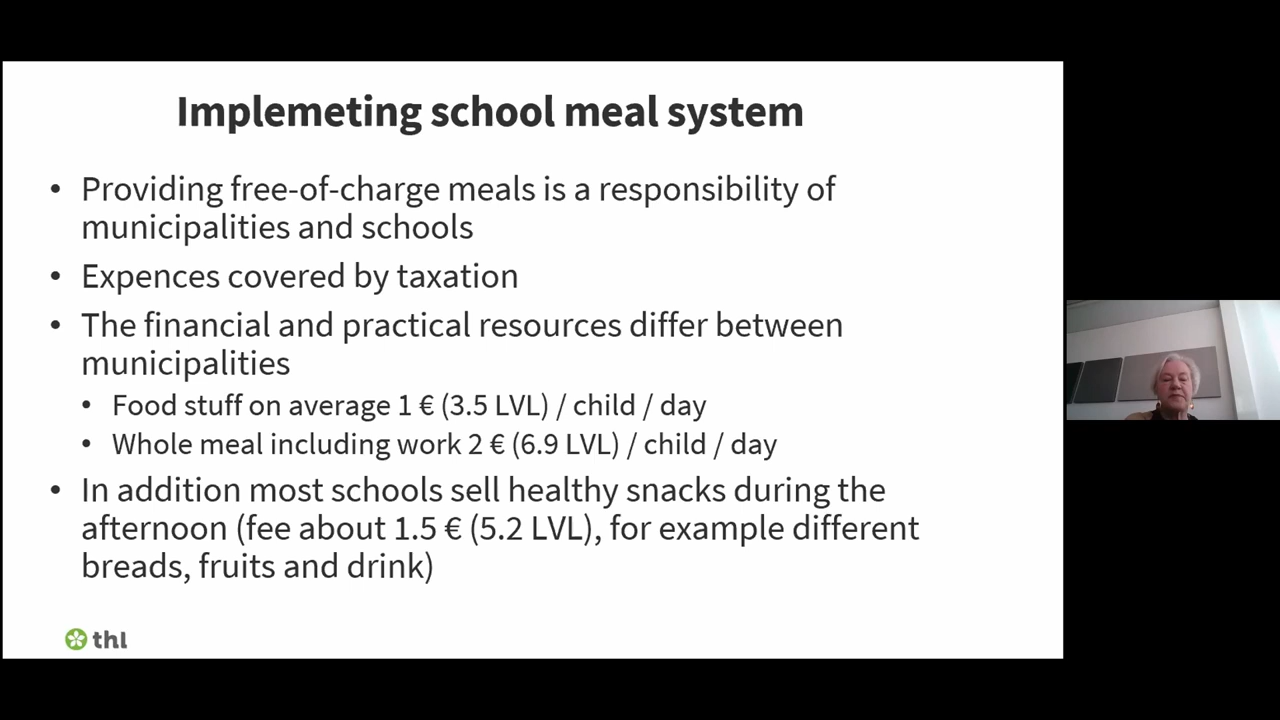 Implemeting school meal system
• Providing free-of-charge meals is a responsibility of
municipalities and schools
• Expences covered by taxation
• The financial and practical resources differ between
municipalities
• Food stuff on average 1 € (3.5 LVL) / child / day
• Whole meal including work 2 € (6.9 LVL) / child / day
• In addition most schools sell healthy snacks during the
afternoon (fee about 1.5 € (5.2 LVL), for example different
breads, fruits and drink)
thl